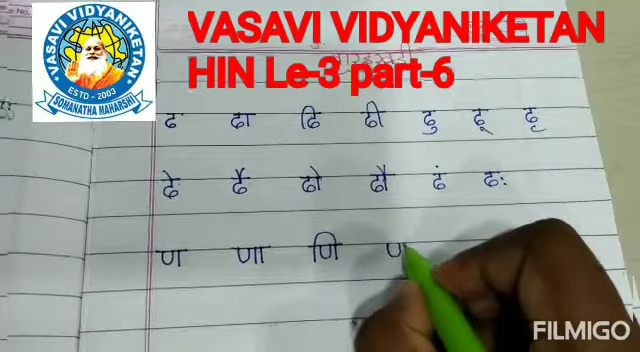 VASAVI VIDYANIKETAN
HIN Le-3 part-6
VASAVI VIDYANIKETAN
ESTD - 2003
SOMANATHA MAHARSHI
ढ ढा ढि ढी ढु ढू ढृ
ढे ढै ढो ढौ ढं ढः
ण णा णि
FILMIGO